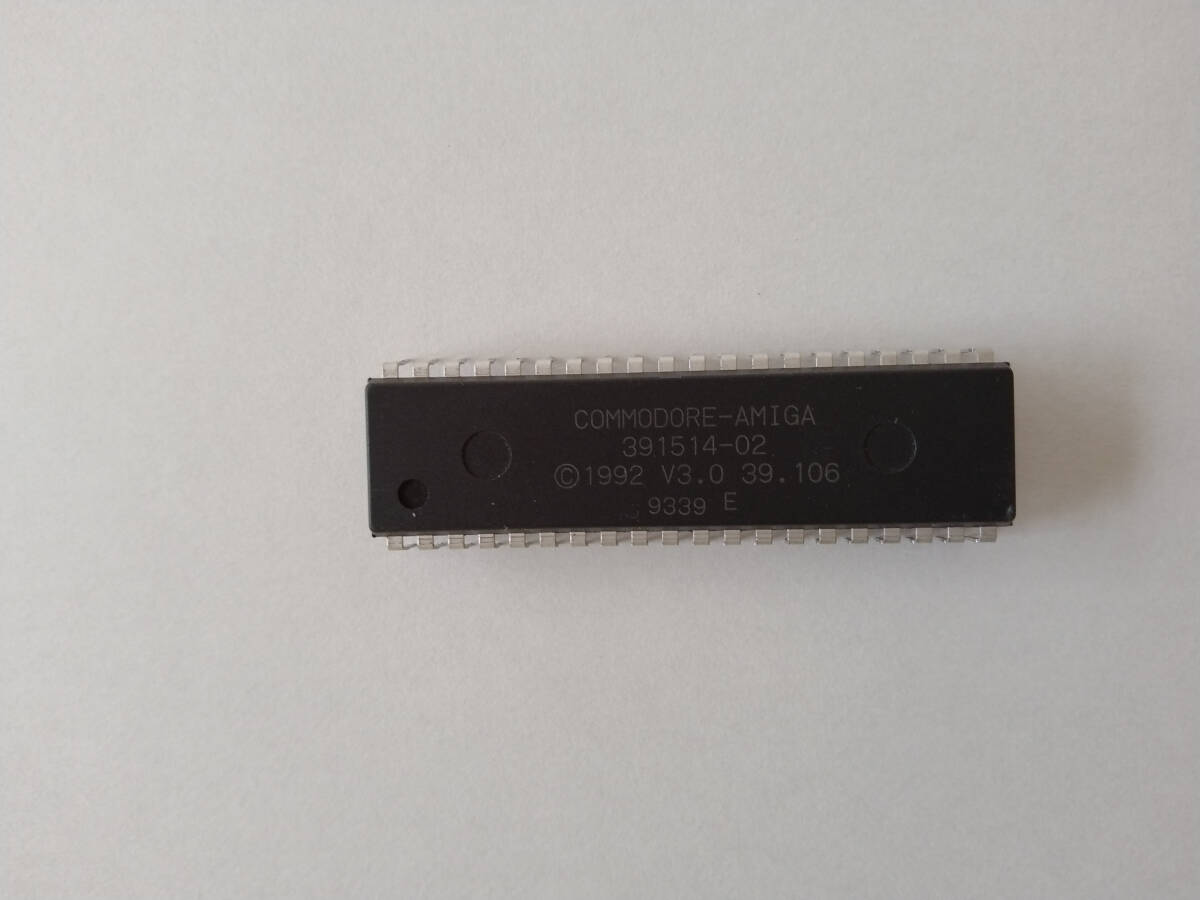 COMMODORE-AMIGA
391514-02
©1992 V3.0 39.106
9339 E